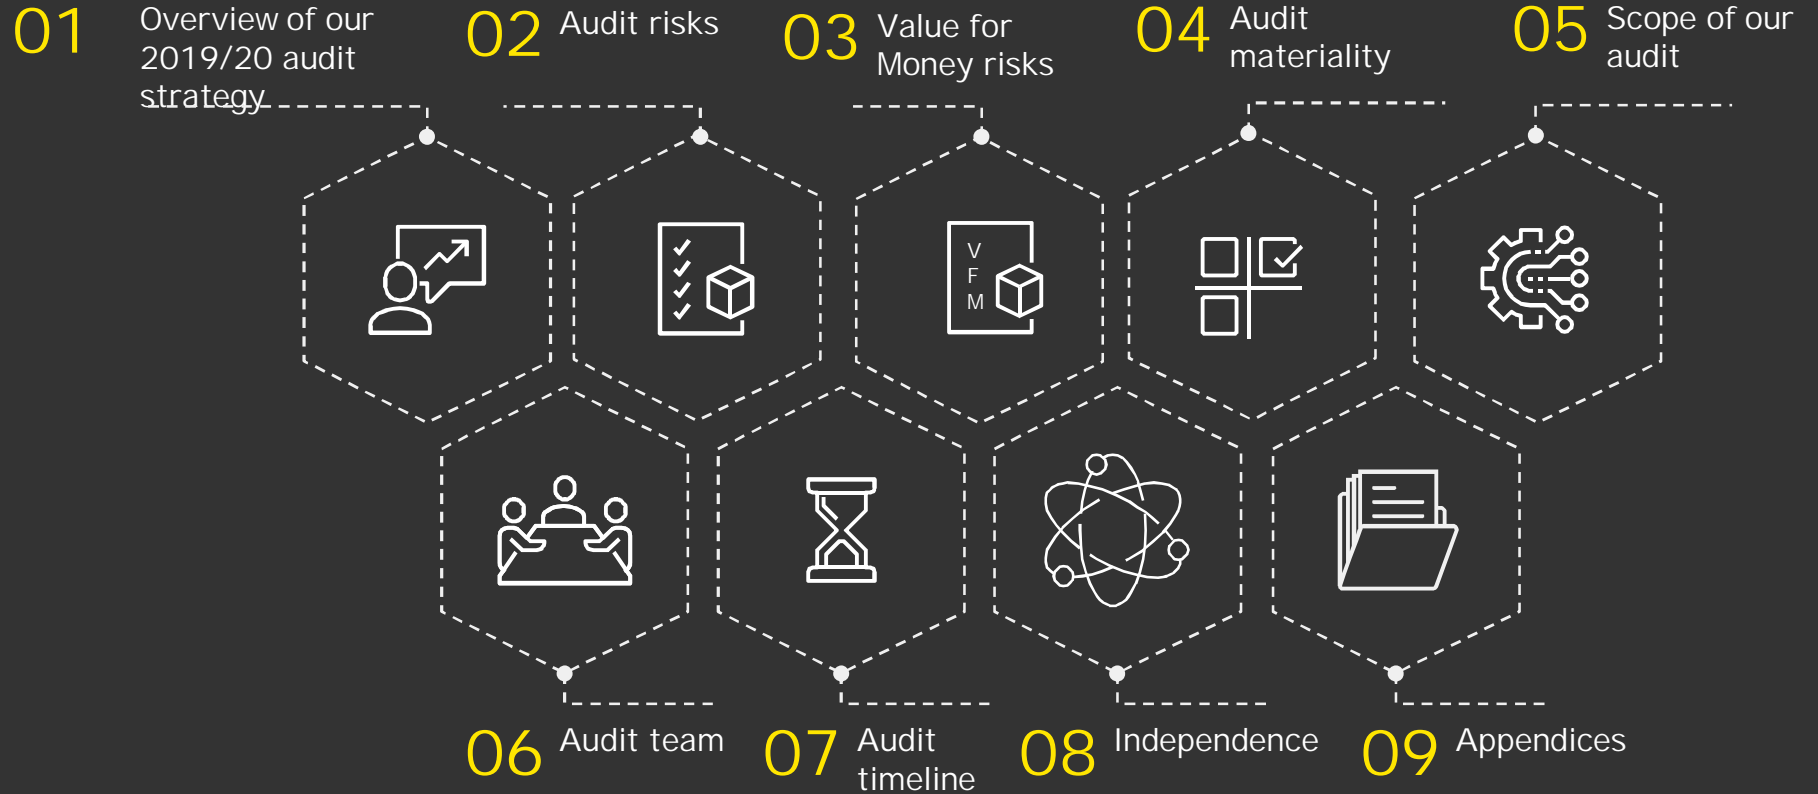 01
Overview of our
2019/20 audit
strategy
02
Audit risks
03
Value for
Money risks
04
Audit
materiality
05
Scope of our
audit
V
F
M
06
Audit team
07
Audit
timeline
08
Independence
09
Appendices